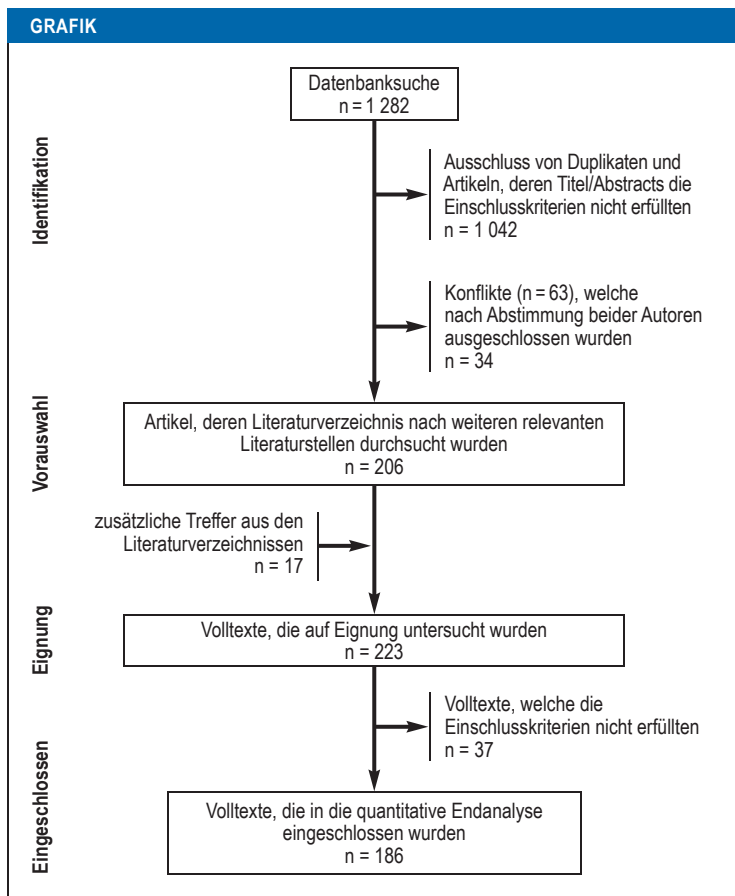 GRAFIK
Identifikation
Datenbanksuche
n = 1 282
Ausschluss von Duplikaten und
Artikeln, deren Titel/Abstracts die
Einschlusskriterien nicht erfüllten
n = 1 042
Konflikte (n = 63), welche
nach Abstimmung beider Autoren
ausgeschlossen wurden
n = 34
Vorauswahl
Artikel, deren Literaturverzeichnis nach weiteren relevanten
Literaturstellen durchsucht wurden
n = 206
zusätzliche Treffer aus den
Literaturverzeichnissen
n = 17
Eignung
Volltexte, die auf Eignung untersucht wurden
n = 223
Volltexte, welche die
Einschlusskriterien nicht erfüllten
n = 37
Eingeschlossen
Volltexte, die in die quantitative Endanalyse
eingeschlossen wurden
n = 186